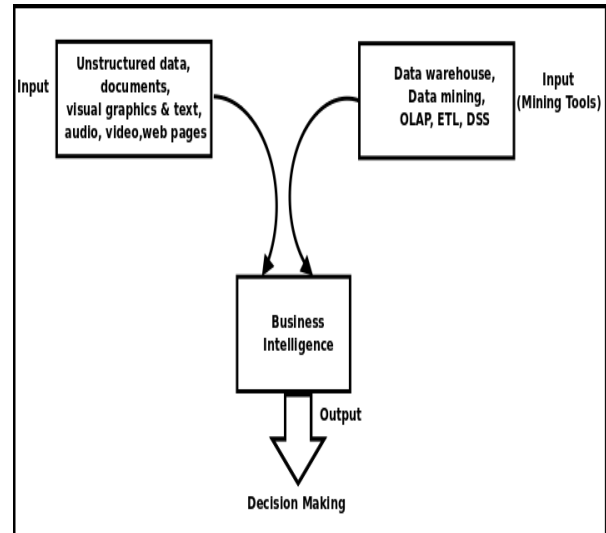 Input
Unstructured data,
documents,
visual graphics & text,
audio, video,web pages
Data warehouse,
Data mining,
OLAP, ETL, DSS
Input
(Mining Tools)
Business
Intelligence
Output
Decision Making